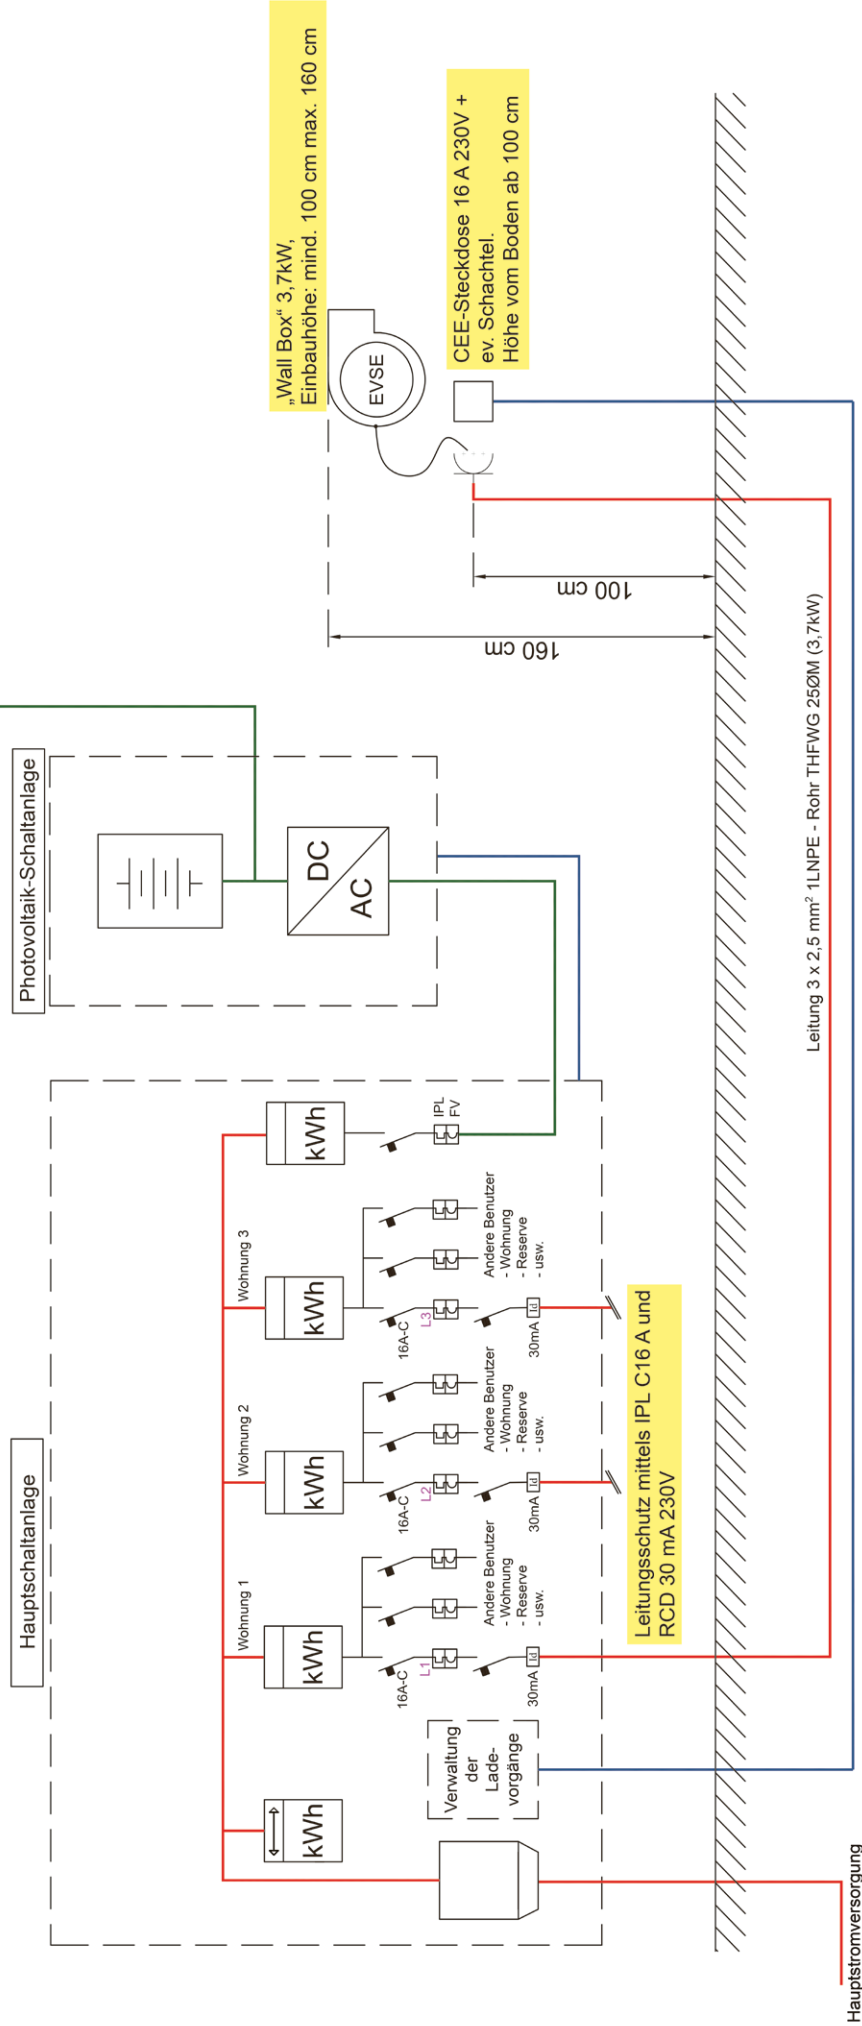 Hauptschaltanlage
Photovoltaik-Schaltanlage
„Wall Box“ 3,7kW,
Einbauhöhe: mind. 100 cm max. 160 cm
EVSE
CEE-Steckdose 16 A 230V +
ev. Schachtel.
Höhe vom Boden ab 100 cm
160 cm
100 cm
DC
AC
Wohnung 1
Wohnung 2
Wohnung 3
kWh
kWh
kWh
kWh
kWh
16A-C
L1
30mA
Id
Andere Benutzer
- Wohnung
- Reserve
- usw.
16A-C
L2
30mA
Id
Andere Benutzer
- Wohnung
- Reserve
- usw.
16A-C
L3
30mA
Id
Andere Benutzer
- Wohnung
- Reserve
- usw.
IPL
FV
Verwaltung
der
Lade-
vorgänge
Leitungsschutz mittels IPL C16 A und
RCD 30 mA 230V
Leitung 3 x 2,5 mm² 1LNPE - Rohr THFWG 25ØM (3,7kW)
Hauptstromversorgung